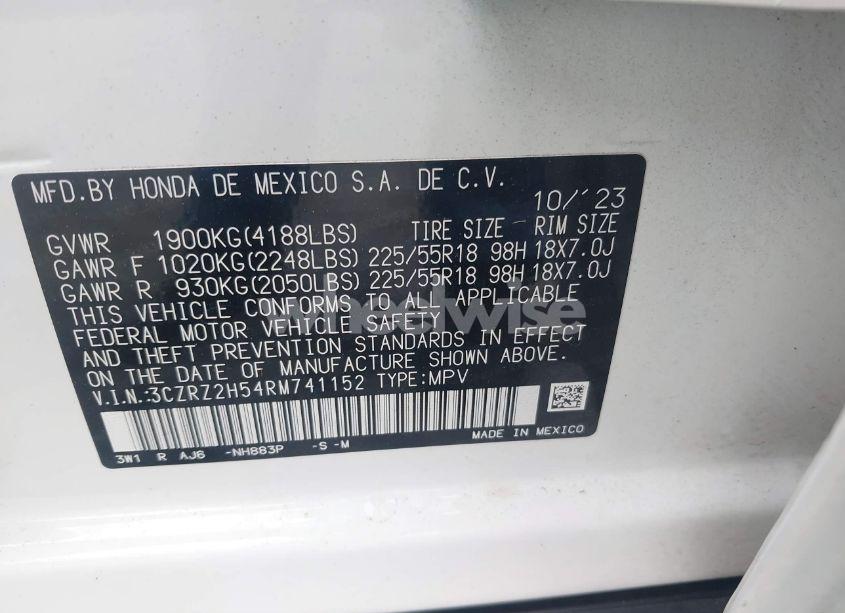 MFD.BY HONDA DE MEXICO S.A. DE C.V.
10/'23
GVWR 1900KG(4188LBS) TIRE SIZE RIM SIZE
GAWR F 1020KG(2248LBS) 225/55R18 98H 18X7.0J
GAWR R 930KG(2050LBS) 225/55R18 98H 18X7.0J
THIS VEHICLE CONFORMS TO ALL APPLICABLE
FEDERAL MOTOR VEHICLE SAFETY
AND THEFT PREVENTION STANDARDS IN EFFECT
ON THE DATE OF MANUFACTURE SHOWN ABOVE.
V.I.N.:3CZRZ2H54RM741152 TYPE:MPV
MADE IN MEXICO
3W1 R AJ6 -NH883P -S -M
wheelwise